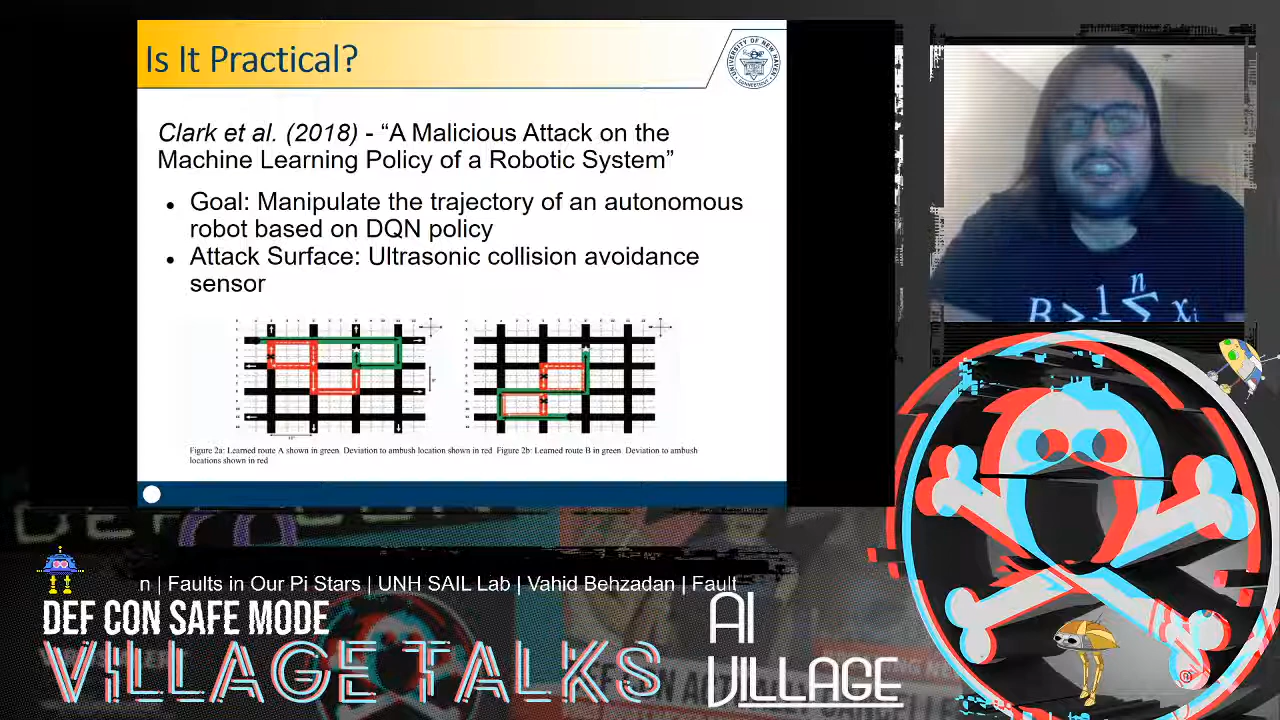 Is It Practical?
UNIVERSITY OF NEW HAVEN
Clark et al. (2018) - “A Malicious Attack on the
Machine Learning Policy of a Robotic System”
• Goal: Manipulate the trajectory of an autonomous
robot based on DQN policy
• Attack Surface: Ultrasonic collision avoidance
sensor
Figure 2a: Learned route A shown in green. Deviation to ambush location shown in red
locations shown in red
Figure 2b: Learned route B in green. Deviation to ambush
n | Faults in Our Pi Stars | UNH SAIL Lab | Vahid Behzadan | Fault
DEF CON SAFE MODE
VILLAGE TALKS
AI
VILLAGE